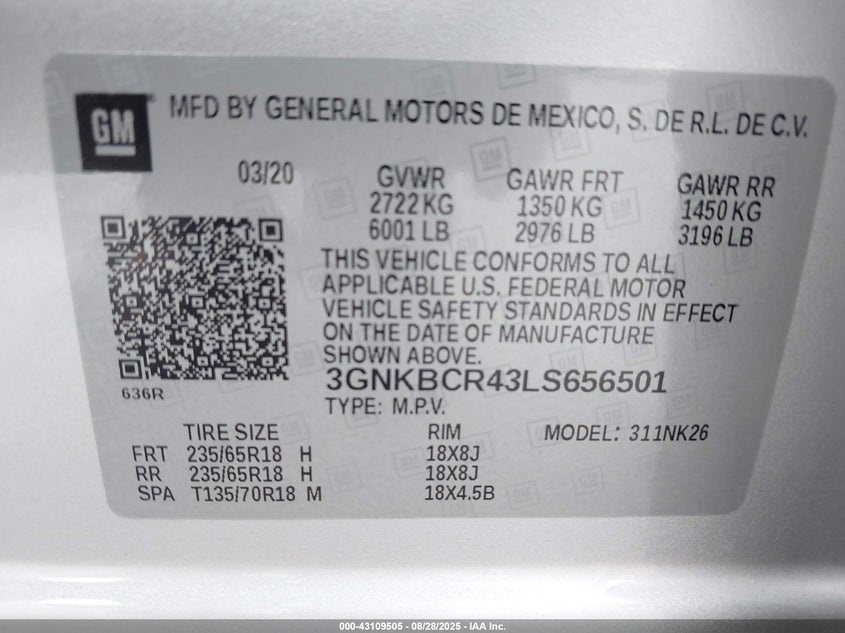 GM
MFD BY GENERAL MOTORS DE MEXICO, S. DE R.L. DE C.V.
03/20 GVWR GAWR FRT GAWR RR
2722 KG 1350 KG 1450 KG
6001 LB 2976 LB 3196 LB
THIS VEHICLE CONFORMS TO ALL
APPLICABLE U.S. FEDERAL MOTOR
VEHICLE SAFETY STANDARDS IN EFFECT
ON THE DATE OF MANUFACTURE
SHOWN ABOVE.
636R
3GNKBCR43LS656501
TYPE: M.P.V.
TIRE SIZE RIM MODEL: 311NK26
FRT 235/65R18 H 18X8J
RR 235/65R18 H 18X8J
SPA T135/70R18 M 18X4.5B
000-43109505 - 08/28/2025 - IAA Inc.